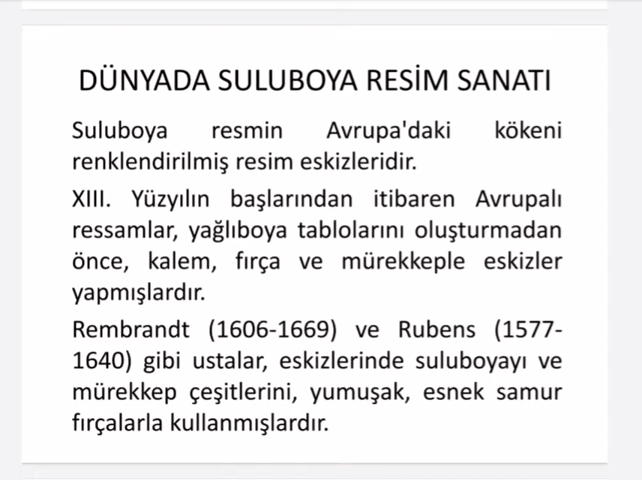 DÜNYADA SULUBOYA RESİM SANATI
Suluboya resmin Avrupa'daki kökeni
renklendirilmiş resim eskizleridir.
XIII. Yüzyılın başlarından itibaren Avrupalı
ressamlar, yağlıboya tablolarını oluşturmadan
önce, kalem, fırça ve mürekkeple eskizler
yapmışlardır.
Rembrandt (1606-1669) ve Rubens (1577-
1640) gibi ustalar, eskizlerinde suluboyayı ve
mürekkep çeşitlerini, yumuşak, esnek samur
fırçalarla kullanmışlardır.